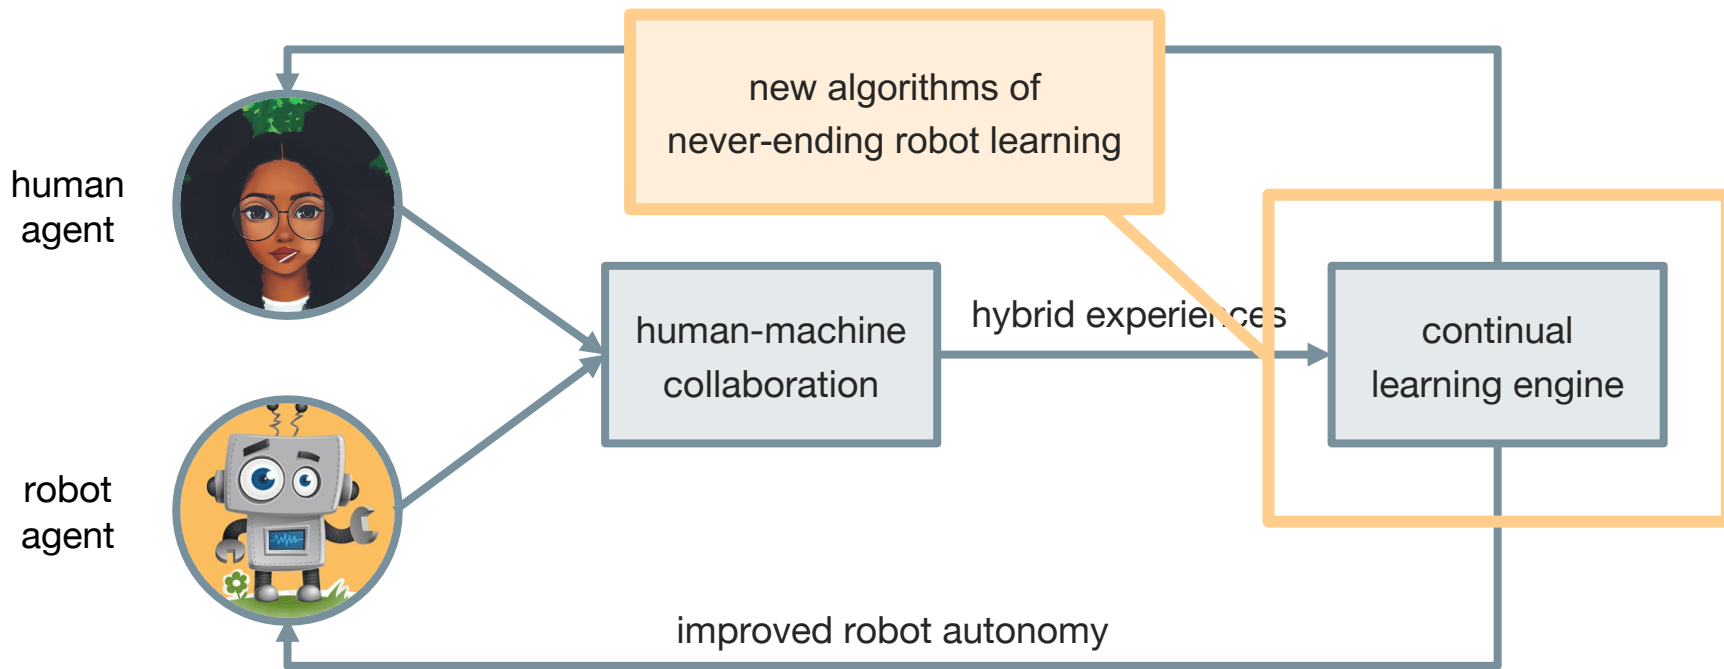 new algorithms of
never-ending robot learning
human
agent
human-machine
collaboration
hybrid experiences
continual
learning engine
robot
agent
improved robot autonomy